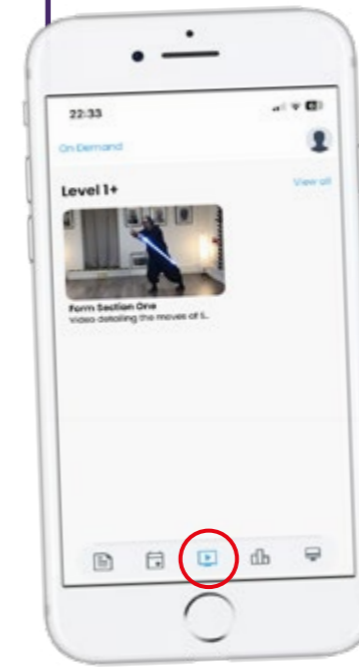 22:33
On Demand
Level 1+
View all
Form Section One
Video detailing the moves of S...